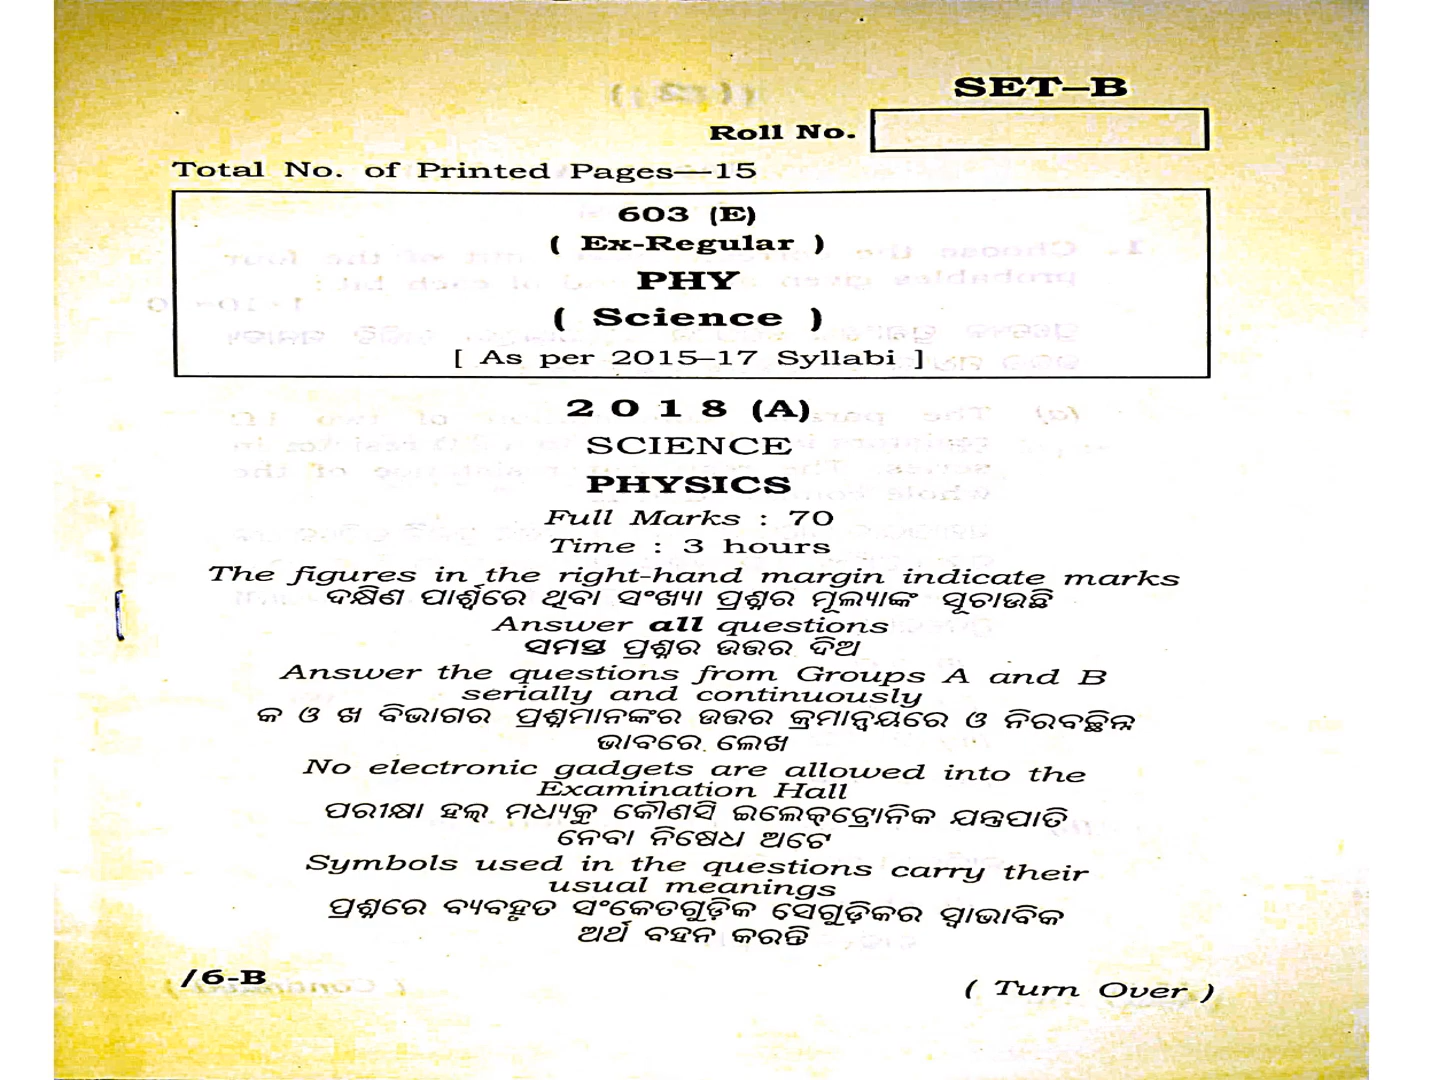 SET–B
Roll No.
Total No. of Printed Pages—15
603 (E)
( Ex-Regular )
PHY
( Science )
[ As per 2015–17 Syllabi ]
2 0 1 8 (A)
SCIENCE
PHYSICS
Full Marks : 70
Time : 3 hours
The figures in the right-hand margin indicate marks
ଦକ୍ଷିଣ ପାର୍ଶ୍ଵରେ ଥିବା ସଂଖ୍ୟା ପ୍ରଶ୍ନର ମୂଲ୍ୟାଙ୍କ ସୂଚାଉଛି
Answer all questions
ସମସ୍ତ ପ୍ରଶ୍ନର ଉତ୍ତର ଦିଅ
Answer the questions from Groups A and B
serially and continuously
କ ଓ ଖ ବିଭାଗର ପ୍ରଶ୍ନମାନଙ୍କର ଉତ୍ତର କ୍ରମାନ୍ୱୟରେ ଓ ନିରବଚ୍ଛିନ୍ନ
ଭାବରେ ଲେଖ
No electronic gadgets are allowed into the
Examination Hall
ପରୀକ୍ଷା ହଲ୍ ମଧ୍ୟକୁ କୌଣସି ଇଲେକ୍ଟ୍ରୋନିକ ଯନ୍ତ୍ରପାତି
ନେବା ନିଷେଧ ଅଟେ
Symbols used in the questions carry their
usual meanings
ପ୍ରଶ୍ନରେ ବ୍ୟବହୃତ ସଂକେତଗୁଡ଼ିକ ସେଗୁଡ଼ିକର ସ୍ୱାଭାବିକ
ଅର୍ଥ ବହନ କରନ୍ତି
/6-B
( Turn Over )